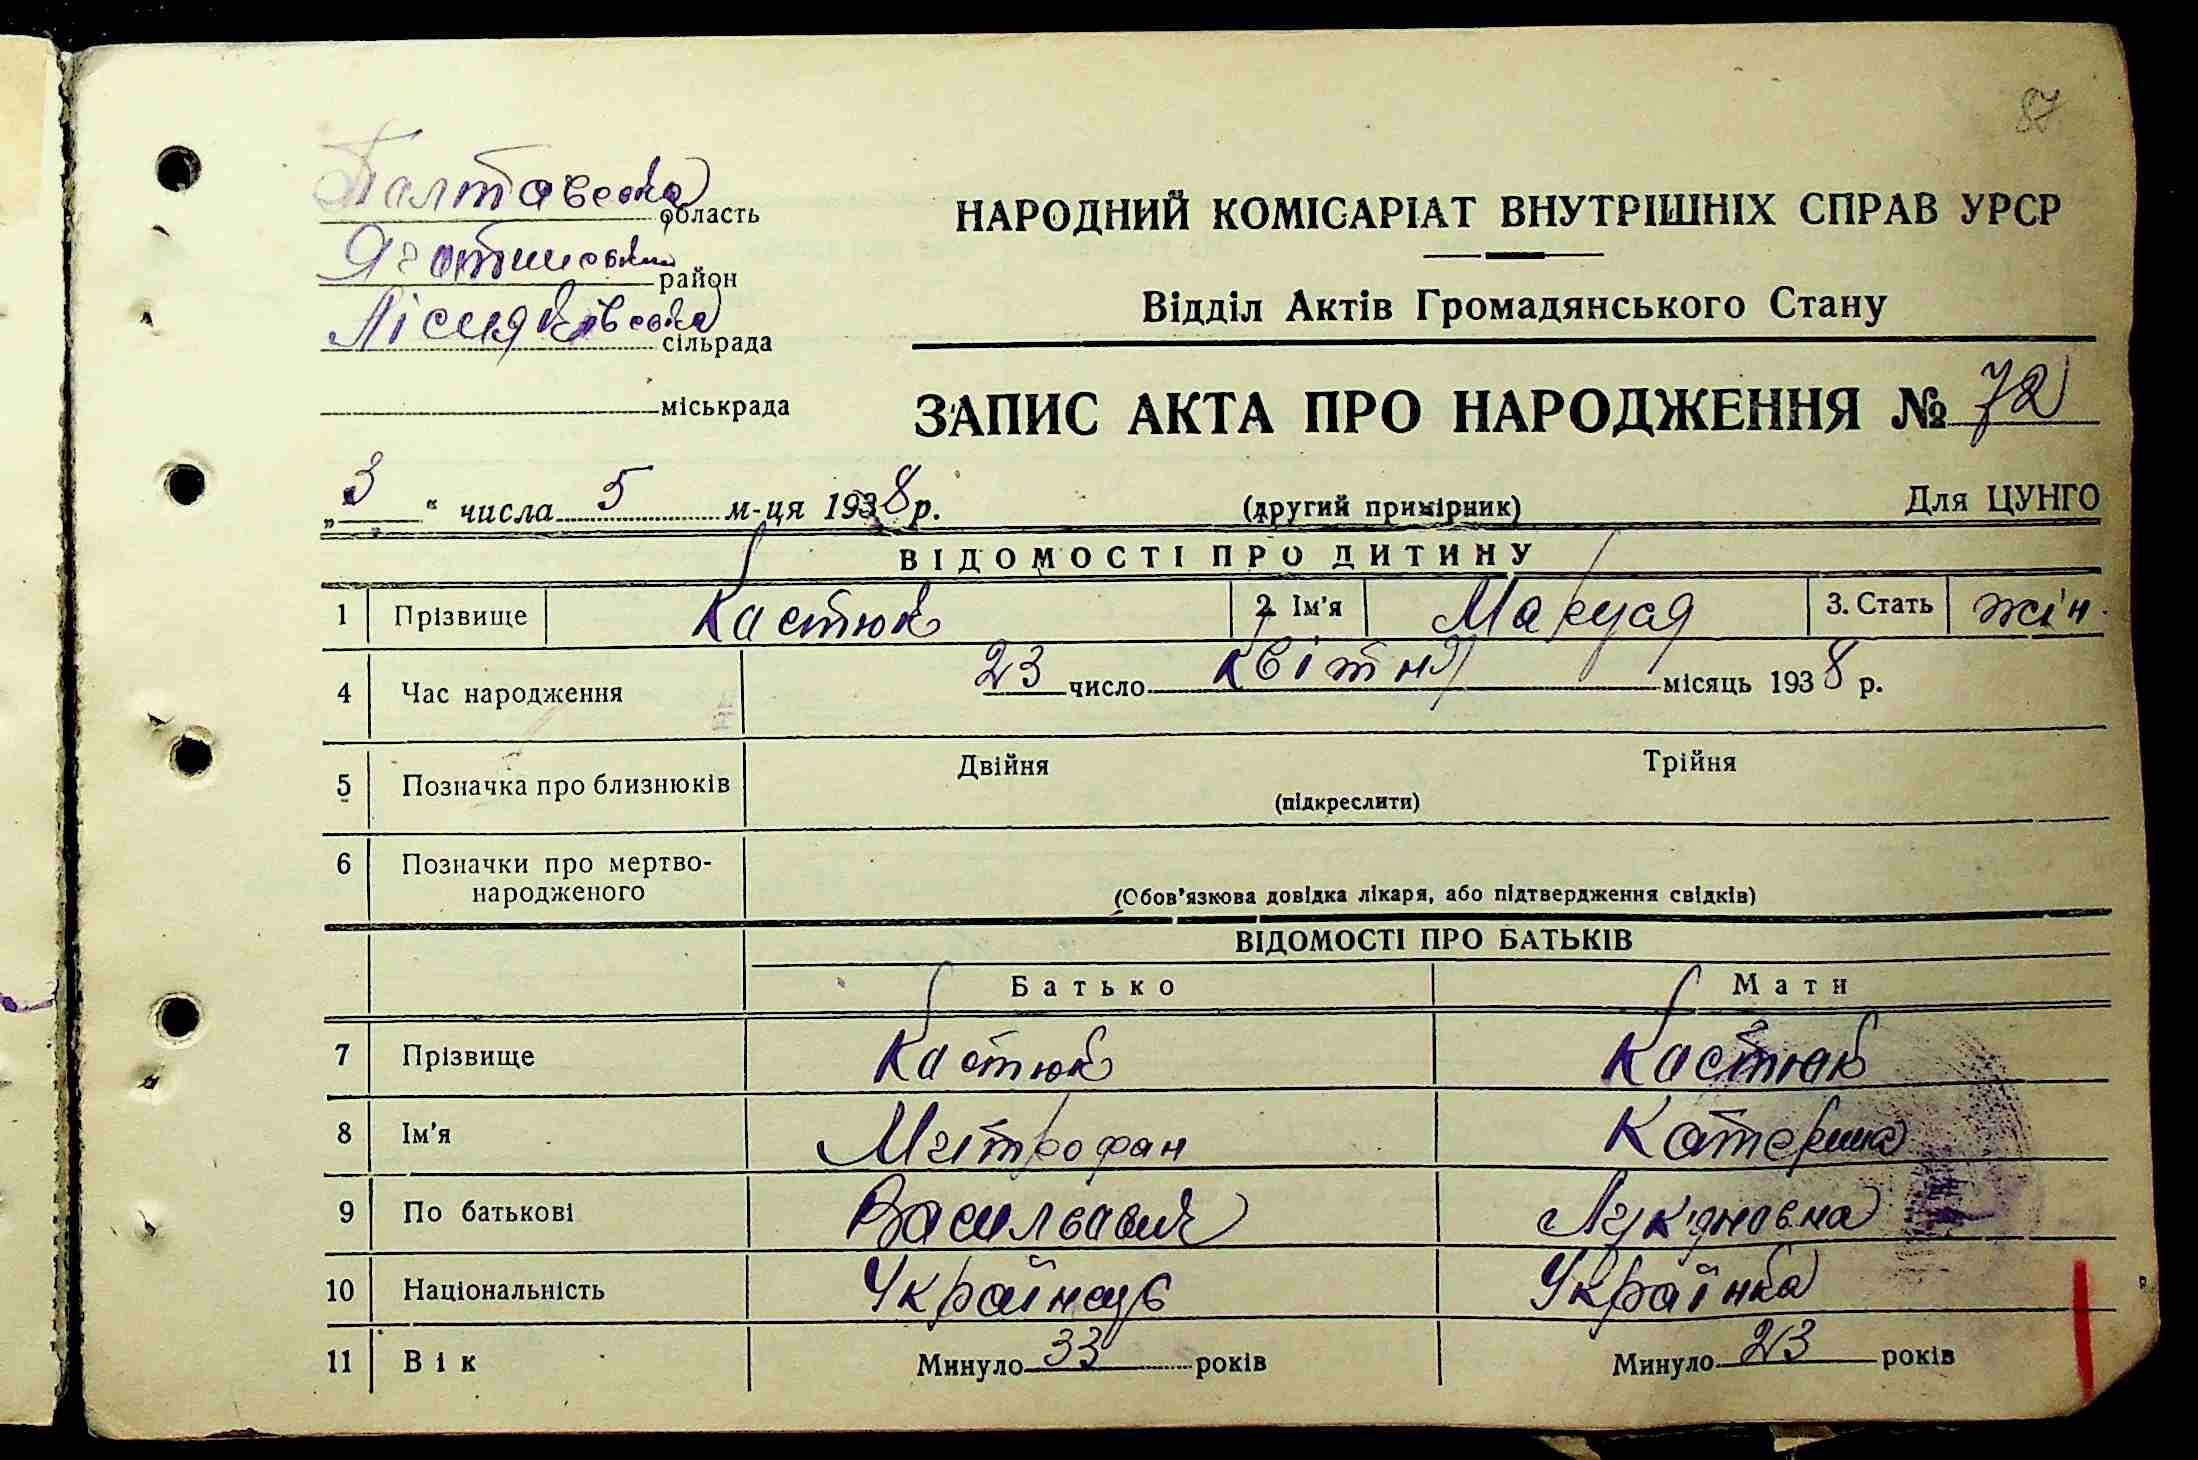 87
Полтавська область
Яготинський район
Лісняківська сільрада
міськрада
НАРОДНИЙ КОМІСАРІАТ ВНУТРІШНІХ СПРАВ УРСР
Відділ Актів Громадянського Стану
ЗАПИС АКТА ПРО НАРОДЖЕННЯ № 72
„ 3 “ числа 5 м-ця 1938 р. (другий примірник) Для ЦУНГО
ВІДОМОСТІ ПРО ДИТИНУ
1 Прізвище Кастюк 2. Ім'я Маруся 3. Стать жін.
4 Час народження 23 число квітня місяць 1938 р.
5 Позначка про близнюків Двійня Трійня
(підкреслити)
6 Позначки про мертво-
народженого
(Обов'язкова довідка лікаря, або підтвердження свідків)
ВІДОМОСТІ ПРО БАТЬКІВ
Батько Мати
7 Прізвище Кастюк Кастюк
8 Ім'я Митрофан Катерина
9 По батькові Васильвич Лук'яновна
10 Національність Українець Українка
11 Вік Минуло 33 років Минуло 23 років